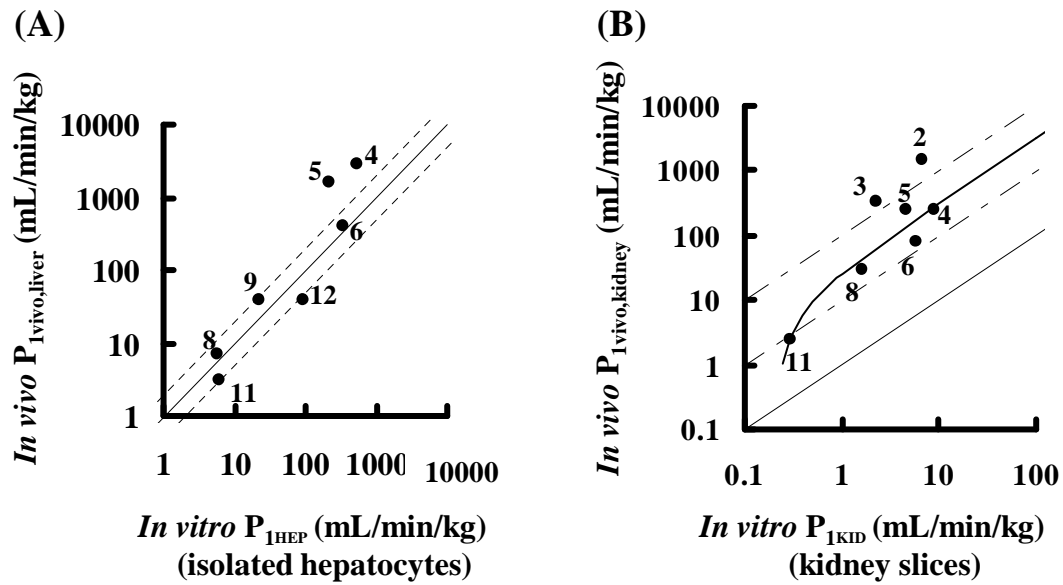 (A)
In vivo P1vivo,liver (mL/min/kg)
10000
1000
100
10
1
5
4
6
9
12
8
11
1 10 100 1000 10000
In vitro P1HEP (mL/min/kg)
(isolated hepatocytes)
(B)
In vivo P1vivo,kidney (mL/min/kg)
10000
1000
100
10
1
0.1
2
3
5
4
6
8
11
0.1 1 10 100
In vitro P1KID (mL/min/kg)
(kidney slices)